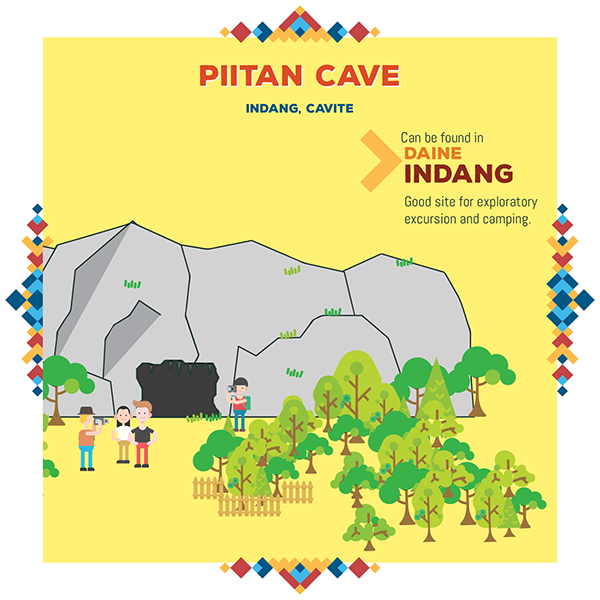 PIITAN CAVE
INDANG, CAVITE
Can be found in
DAINE
INDANG
Good site for exploratory
excursion and camping.